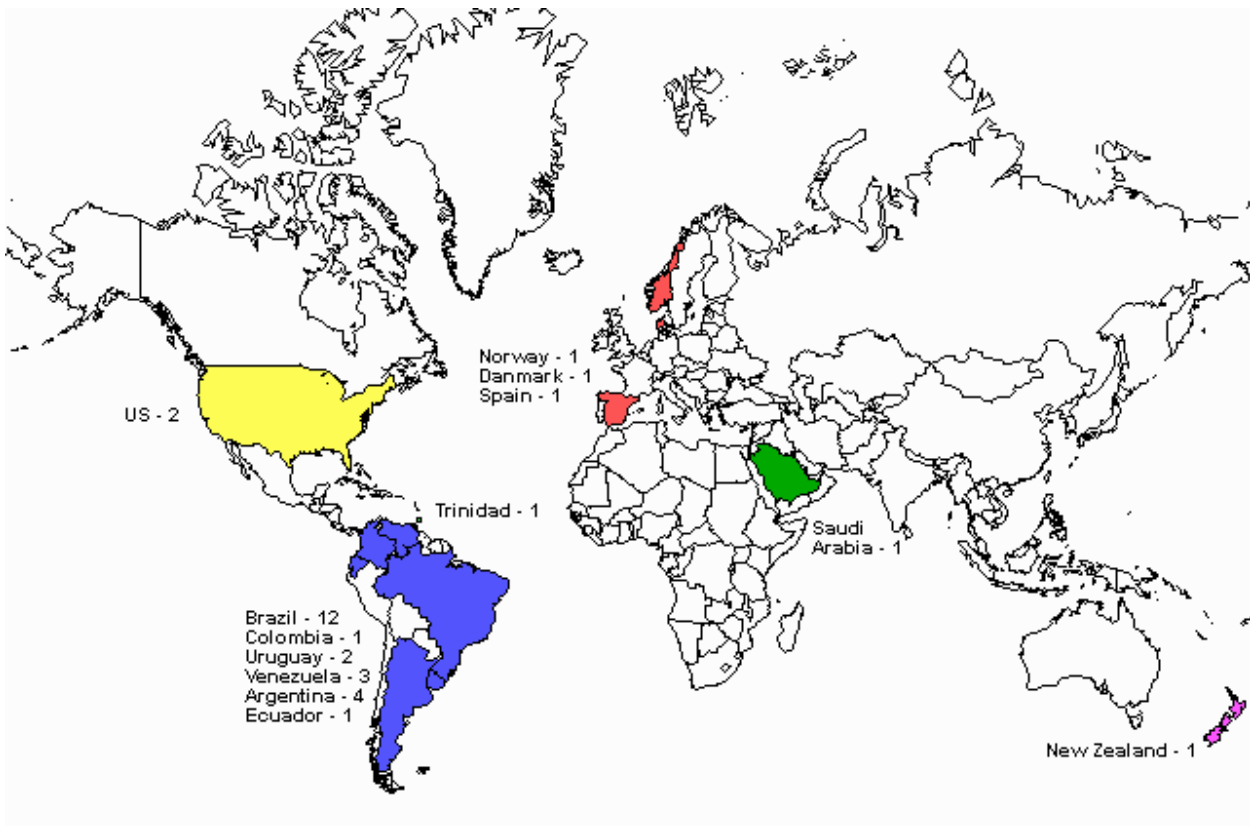 Norway - 1
Danmark - 1
Spain - 1
US - 2
Trinidad - 1
Saudi
Arabia - 1
Brazil - 12
Colombia - 1
Uruguay - 2
Venezuela - 3
Argentina - 4
Ecuador - 1
New Zealand - 1